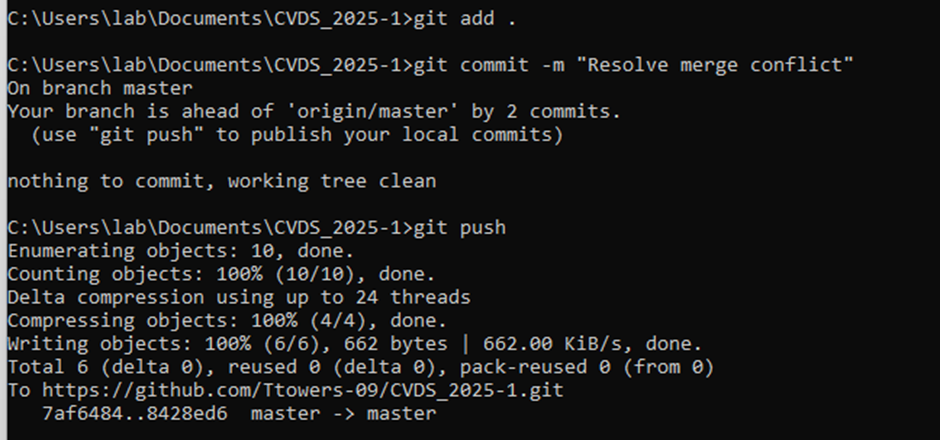 C:\Users\lab\Documents\CVDS_2025-1>git add .
C:\Users\lab\Documents\CVDS_2025-1>git commit -m "Resolve merge conflict"
On branch master
Your branch is ahead of 'origin/master' by 2 commits.
  (use "git push" to publish your local commits)
nothing to commit, working tree clean
C:\Users\lab\Documents\CVDS_2025-1>git push
Enumerating objects: 10, done.
Counting objects: 100% (10/10), done.
Delta compression using up to 24 threads
Compressing objects: 100% (4/4), done.
Writing objects: 100% (6/6), 662 bytes | 662.00 KiB/s, done.
Total 6 (delta 0), reused 0 (delta 0), pack-reused 0 (from 0)
To https://github.com/Ttowers-09/CVDS_2025-1.git
   7af6484..8428ed6  master -> master